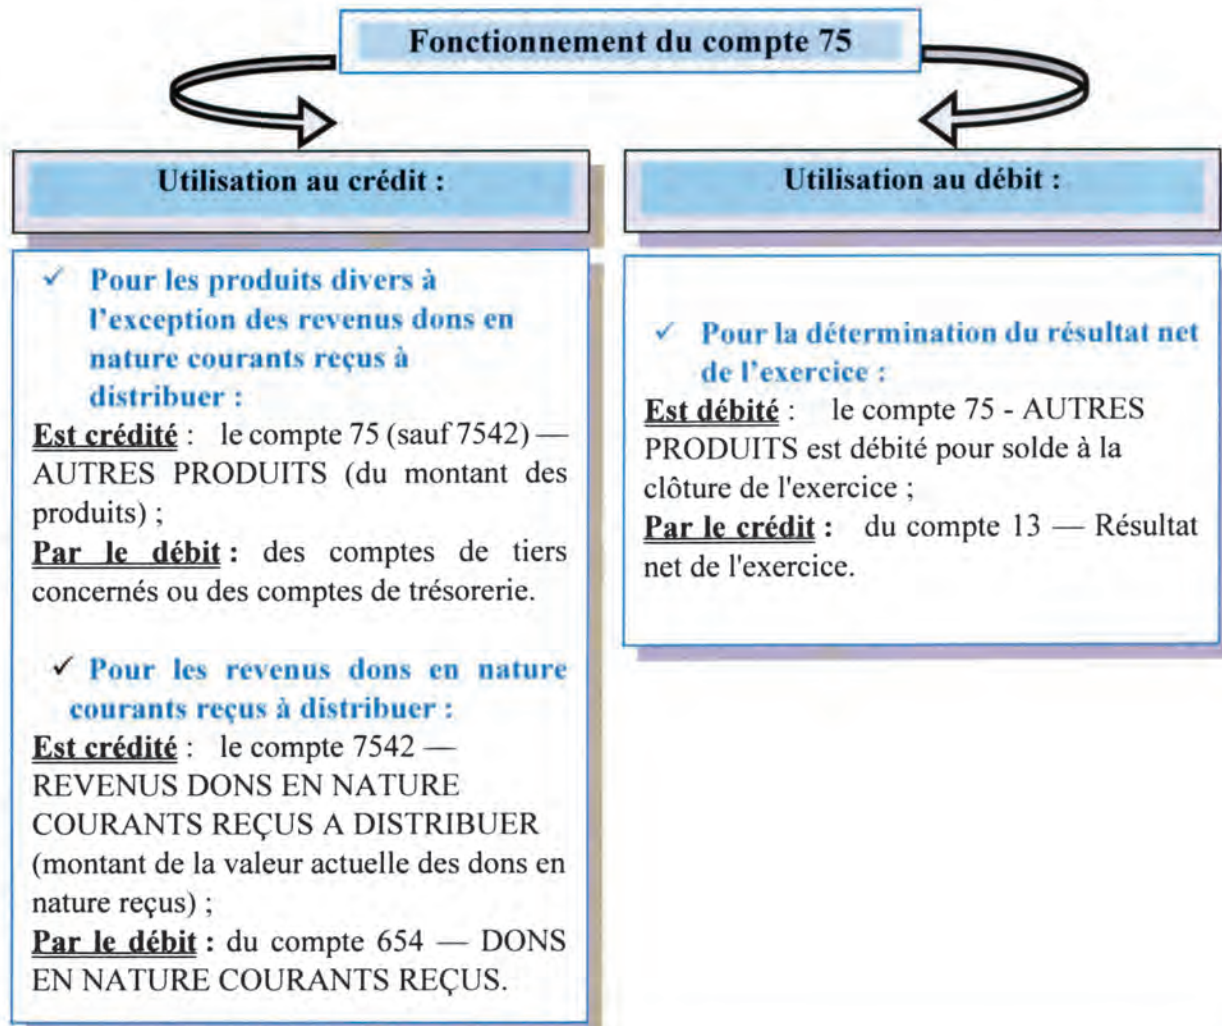 Fonctionnement du compte 75
Utilisation au crédit :
✓ Pour les produits divers à
l'exception des revenus dons en
nature courants reçus à
distribuer :
Est crédité : le compte 75 (sauf 7542) —
AUTRES PRODUITS (du montant des
produits) ;
Par le débit : des comptes de tiers
concernés ou des comptes de trésorerie.
✓ Pour les revenus dons en nature
courants reçus à distribuer :
Est crédité : le compte 7542 —
REVENUS DONS EN NATURE
COURANTS REÇUS A DISTRIBUER
(montant de la valeur actuelle des dons en
nature reçus) ;
Par le débit : du compte 654 — DONS
EN NATURE COURANTS REÇUS.
Utilisation au débit :
✓ Pour la détermination du résultat net
de l'exercice :
Est débité : le compte 75 - AUTRES
PRODUITS est débité pour solde à la
clôture de l'exercice ;
Par le crédit : du compte 13 — Résultat
net de l'exercice.